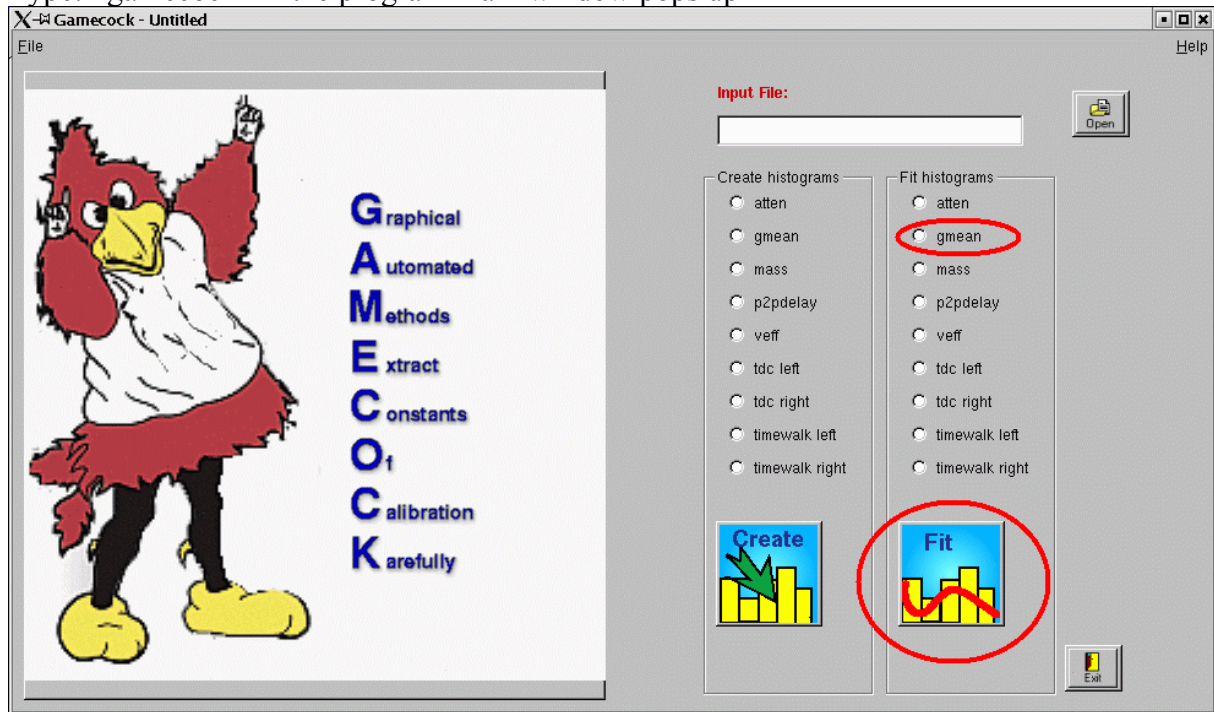 Gamecock - Untitled
File
Help
Graphical
Automated
Methods
Extract
Constants
Of
Calibration
Karefully
Input File:
Open
Create histograms
atten
gmean
mass
p2pdelay
veff
tdc left
tdc right
timewalk left
timewalk right
Create
Fit histograms
atten
gmean
mass
p2pdelay
veff
tdc left
tdc right
timewalk left
timewalk right
Fit
Exit